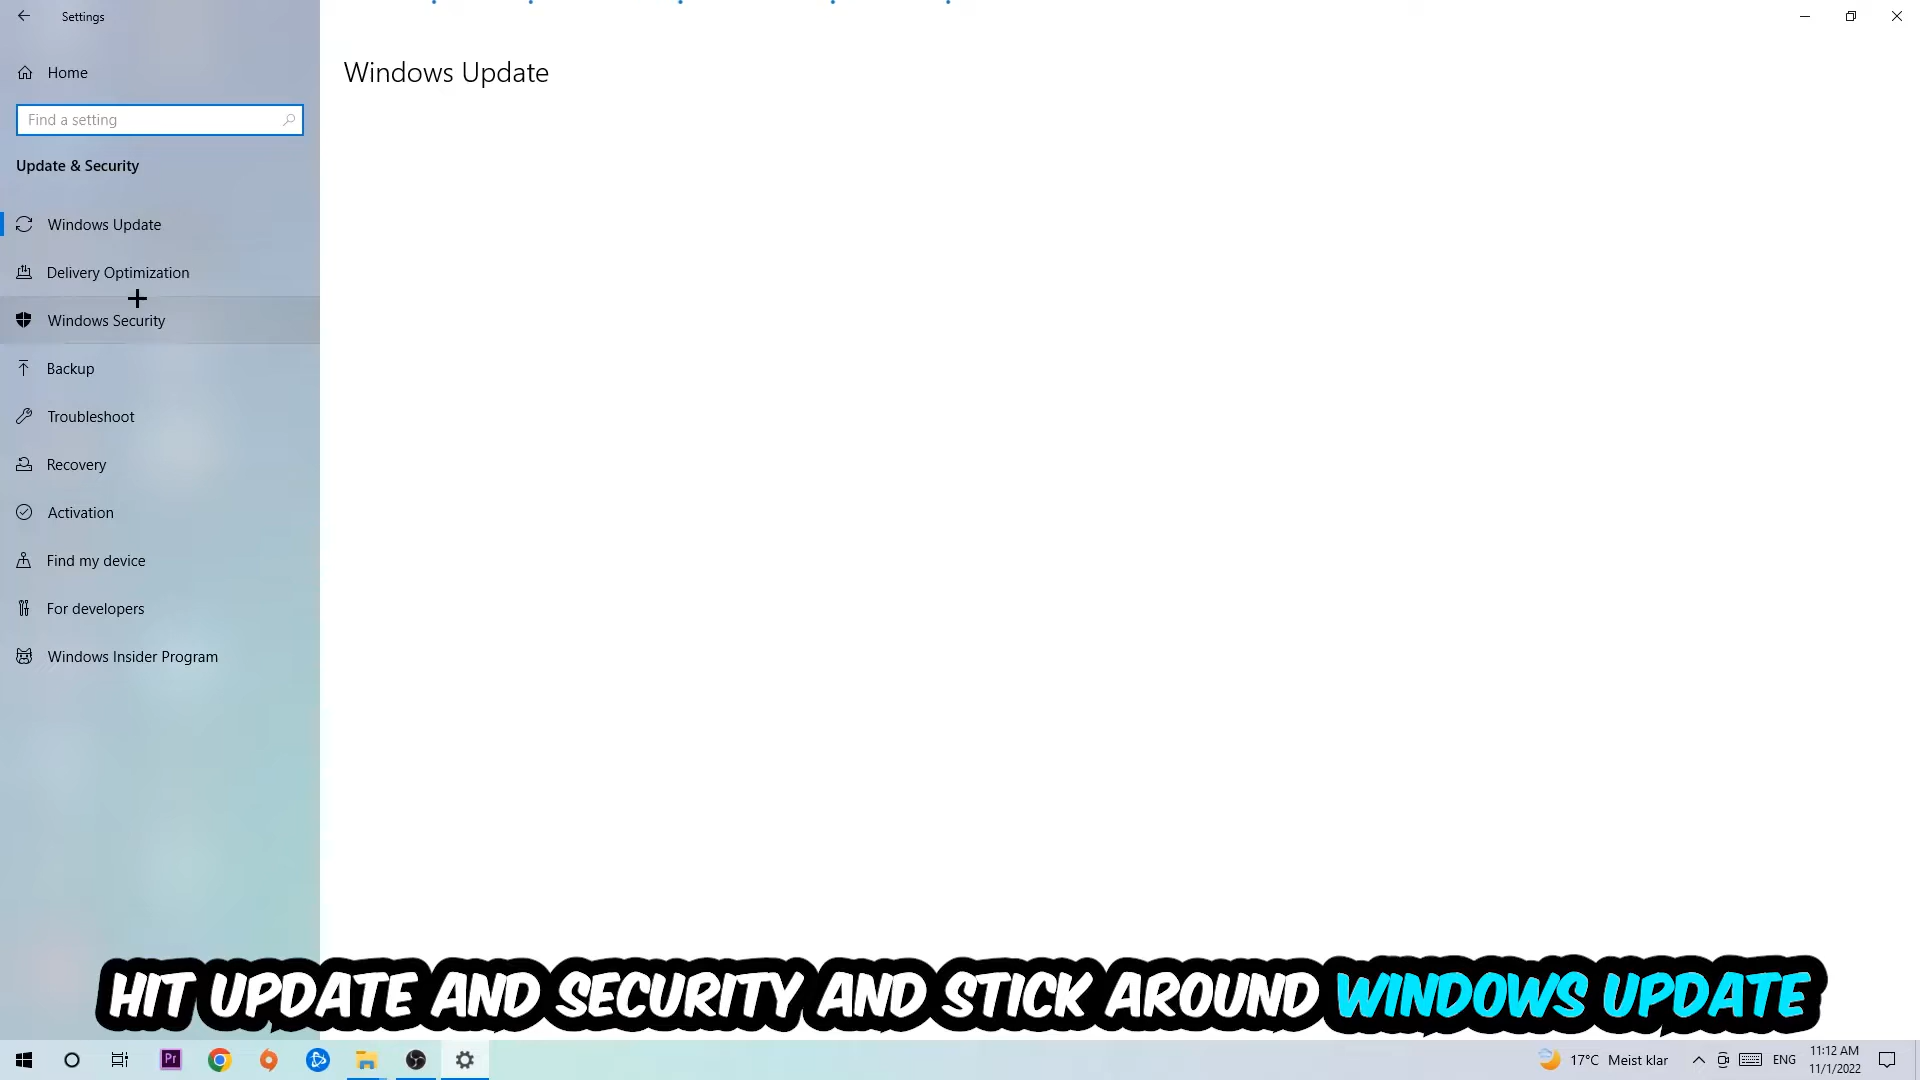 Settings
Home
Find a setting
Update & Security
Windows Update
Delivery Optimization
Windows Security
Backup
Troubleshoot
Recovery
Activation
Find my device
For developers
Windows Insider Program
Windows Update
HIT UPDATE AND SECURITY AND STICK AROUND WINDOWS UPDATE
Pr
17°C Meist klar
ENG
11:12 AM
11/1/2022